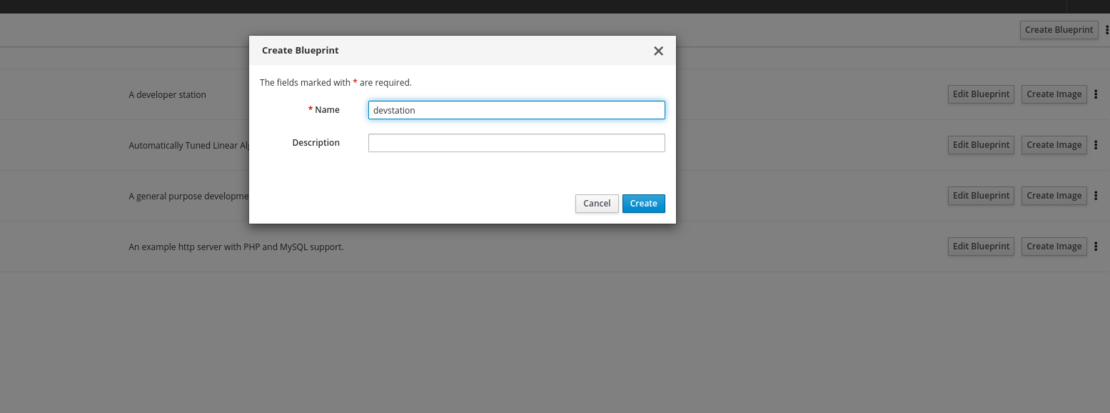 Create Blueprint
Create Blueprint
The fields marked with * are required.
A developer station
Edit Blueprint Create Image
* Name devstation
Description
Automatically Tuned Linear
Edit Blueprint Create Image
A general purpose
Edit Blueprint Create Image
Cancel Create
An example http server with PHP and MySQL support.
Edit Blueprint Create Image